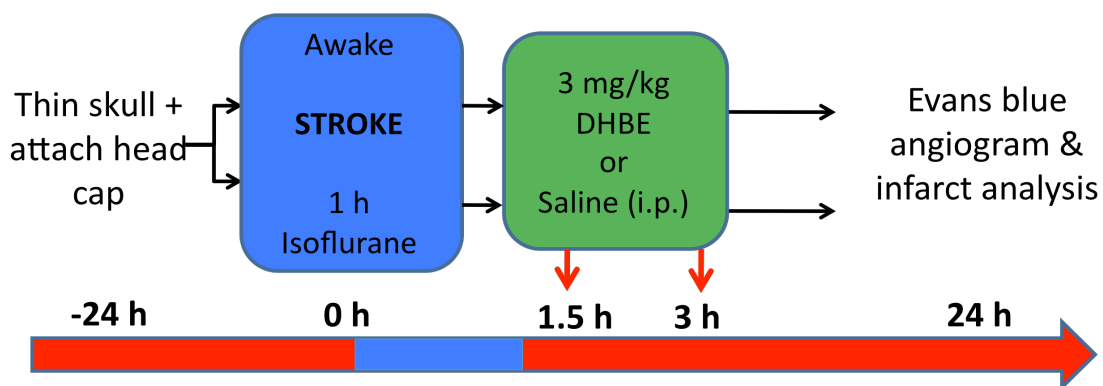 Thin skull +
attach head
cap
Awake
STROKE
1 h
Isoflurane
3 mg/kg
DHBE
or
Saline (i.p.)
Evans blue
angiogram &
infarct analysis
-24 h
0 h
1.5 h
3 h
24 h